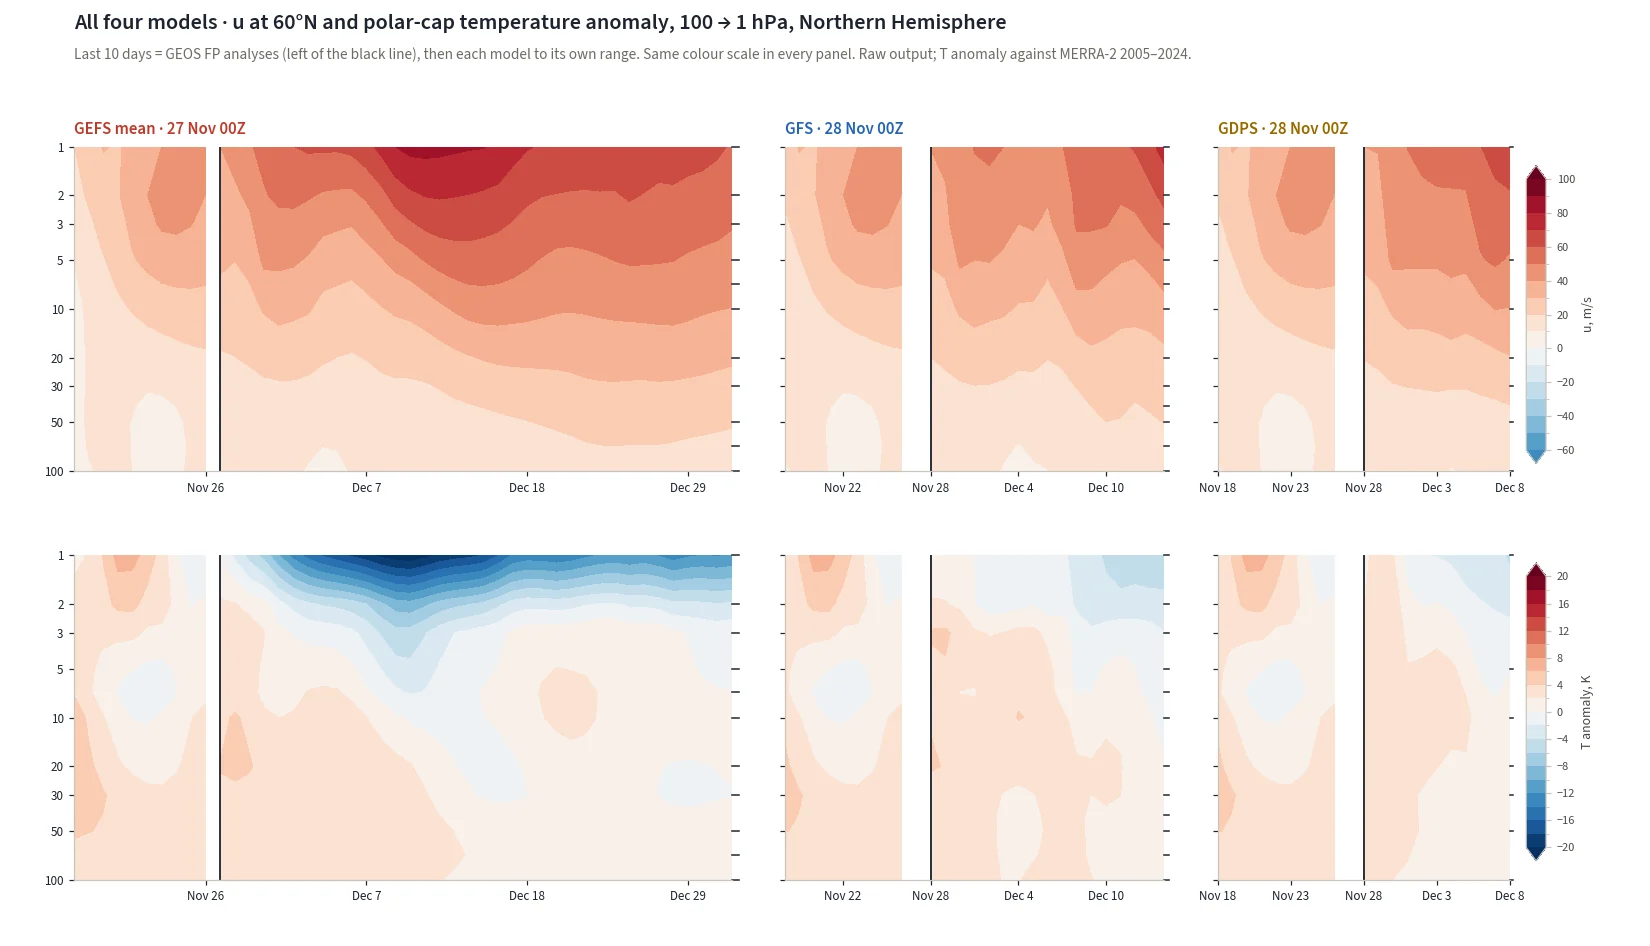 All four models · u at 60°N and polar-cap temperature anomaly, 100 → 1 hPa, Northern Hemisphere
Last 10 days = GEOS FP analyses (left of the black line), then each model to its own range. Same colour scale in every panel. Raw output; T anomaly against MERRA-2 2005–2024.
GEFS mean · 27 Nov 00Z
GFS · 28 Nov 00Z
GDPS · 28 Nov 00Z
1
2
3
5
10
20
30
50
100
Nov 26
Dec 7
Dec 18
Dec 29
Nov 22
Nov 28
Dec 4
Dec 10
Nov 18
Nov 23
Nov 28
Dec 3
Dec 8
100
80
60
40
20
0
−20
−40
−60
u, m/s
1
2
3
5
10
20
30
50
100
Nov 26
Dec 7
Dec 18
Dec 29
Nov 22
Nov 28
Dec 4
Dec 10
Nov 18
Nov 23
Nov 28
Dec 3
Dec 8
20
16
12
8
4
0
−4
−8
−12
−16
−20
T anomaly, K